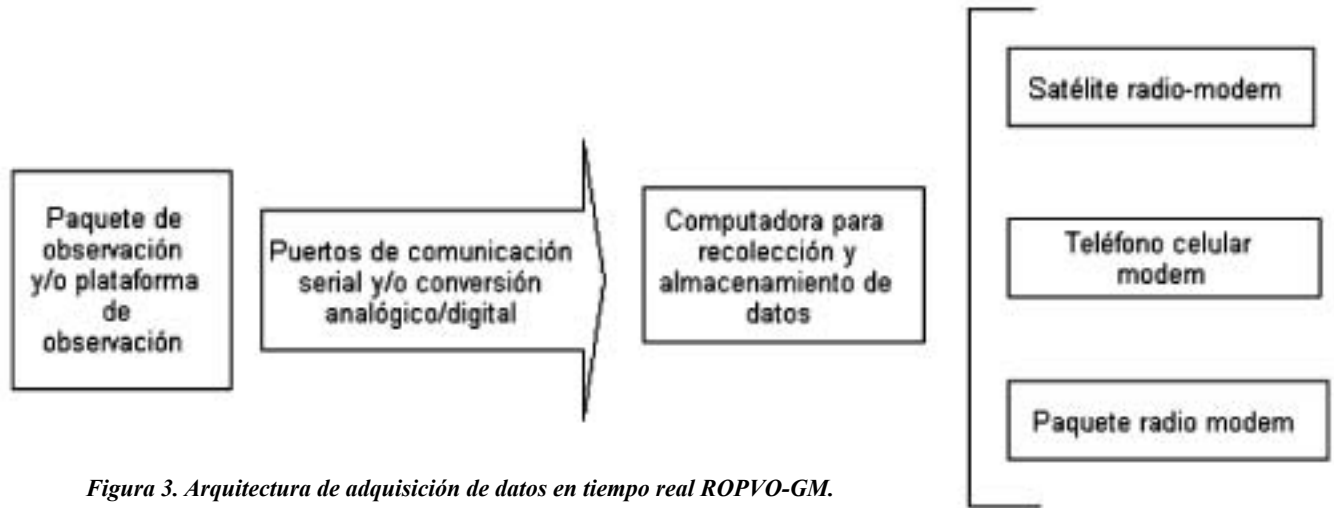 Paquete de
observación
y/o plataforma
de
observación
Puertos de comunicación
serial y/o conversión
analógico/digital
Computadora para
recolección y
almacenamiento de
datos
Satélite radio-modem
Teléfono celular
modem
Paquete radio modem
Figura 3. Arquitectura de adquisición de datos en tiempo real ROPVO-GM.